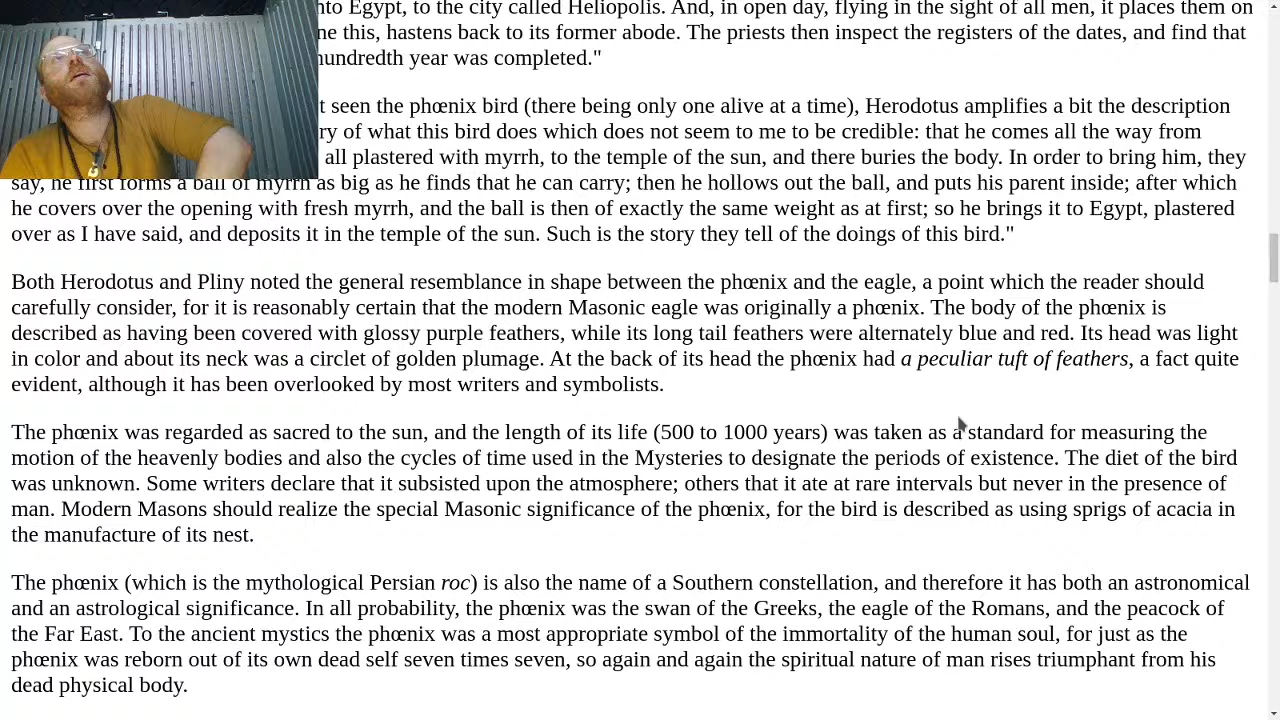 nto Egypt, to the city called Heliopolis. And, in open day, flying in the sight of all men, it places them on
ne this, hastens back to its former abode. The priests then inspect the registers of the dates, and find that
hundredth year was completed."
t seen the phœnix bird (there being only one alive at a time), Herodotus amplifies a bit the description
ry of what this bird does which does not seem to me to be credible: that he comes all the way from
all plastered with myrrh, to the temple of the sun, and there buries the body. In order to bring him, they
say, he first forms a ball of myrrh as big as he finds that he can carry; then he hollows out the ball, and puts his parent inside; after which
he covers over the opening with fresh myrrh, and the ball is then of exactly the same weight as at first; so he brings it to Egypt, plastered
over as I have said, and deposits it in the temple of the sun. Such is the story they tell of the doings of this bird."
Both Herodotus and Pliny noted the general resemblance in shape between the phœnix and the eagle, a point which the reader should
carefully consider, for it is reasonably certain that the modern Masonic eagle was originally a phœnix. The body of the phœnix is
described as having been covered with glossy purple feathers, while its long tail feathers were alternately blue and red. Its head was light
in color and about its neck was a circlet of golden plumage. At the back of its head the phœnix had a peculiar tuft of feathers, a fact quite
evident, although it has been overlooked by most writers and symbolists.
The phœnix was regarded as sacred to the sun, and the length of its life (500 to 1000 years) was taken as a standard for measuring the
motion of the heavenly bodies and also the cycles of time used in the Mysteries to designate the periods of existence. The diet of the bird
was unknown. Some writers declare that it subsisted upon the atmosphere; others that it ate at rare intervals but never in the presence of
man. Modern Masons should realize the special Masonic significance of the phœnix, for the bird is described as using sprigs of acacia in
the manufacture of its nest.
The phœnix (which is the mythological Persian roc) is also the name of a Southern constellation, and therefore it has both an astronomical
and an astrological significance. In all probability, the phœnix was the swan of the Greeks, the eagle of the Romans, and the peacock of
the Far East. To the ancient mystics the phœnix was a most appropriate symbol of the immortality of the human soul, for just as the
phœnix was reborn out of its own dead self seven times seven, so again and again the spiritual nature of man rises triumphant from his
dead physical body.